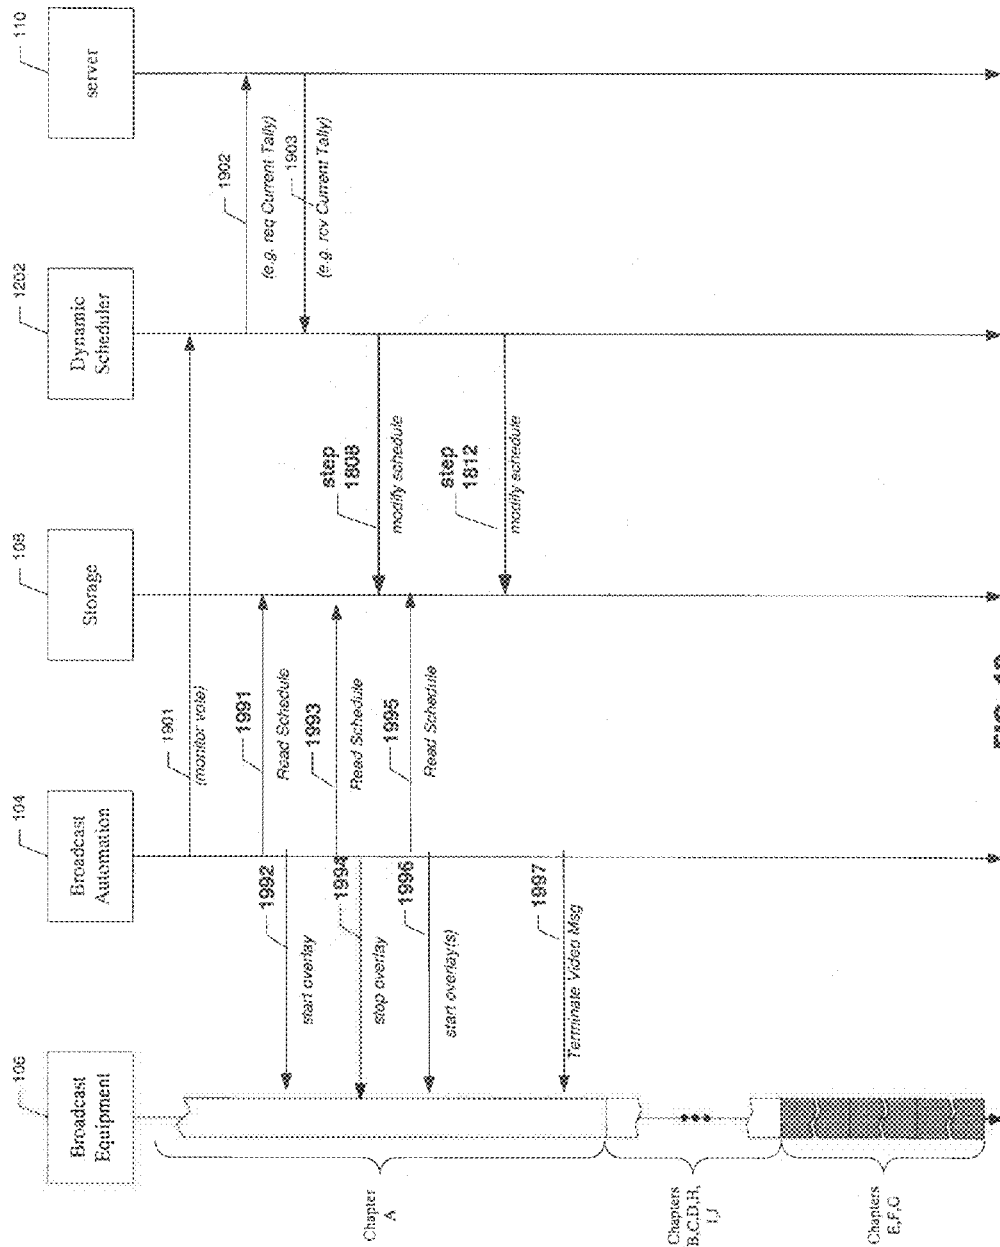 106
Broadcast
Equipment
104
Broadcast
Automation
108
Storage
1202
Dynamic
Scheduler
110
server
1901
(monitor vote)
1902
(e.g. req Current Tally)
1903
(e.g. rcv Current Tally)
1991
Read Schedule
1992
start overlay
1993
Read Schedule
1994
stop overlay
step
1808
modify schedule
1995
Read Schedule
1996
start overlay(s)
step
1812
modify schedule
1997
Terminate Video Msg
Chapter
A
Chapters
B,C,D,H,
I,J
Chapters
E,F,G